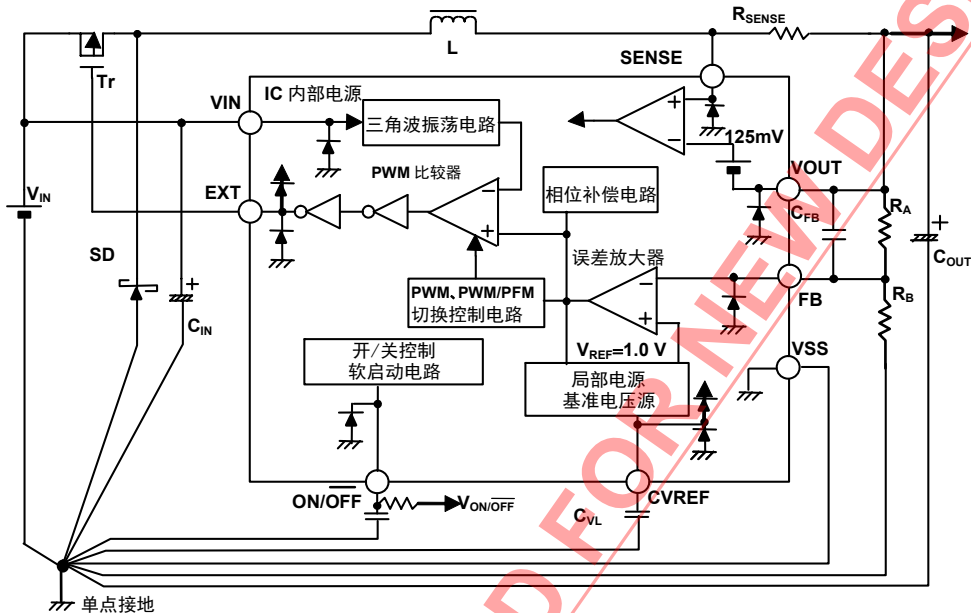 RSENSE
L
Tr
SENSE
VIN
IC 内部电源
三角波振荡电路
125mV
PWM 比较器
VOUT
EXT
VIN
相位补偿电路
CFB
RA
SD
COUT
误差放大器
FB
RB
CIN
PWM、PWM/PFM
切换控制电路
VREF=1.0 V
VSS
开/关控制
软启动电路
局部电源
基准电压源
ON/OFF
VON/OFF
CVL
CVREF
单点接地
D FOR NEW DES